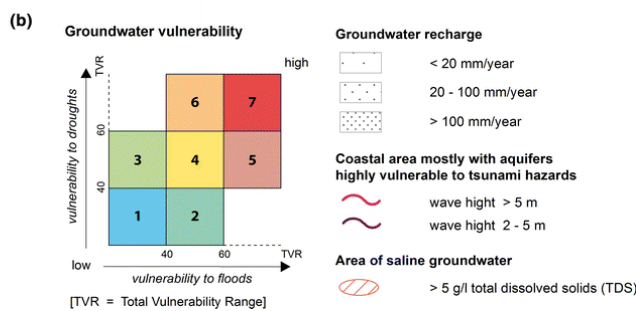 (b)
Groundwater vulnerability
high
TVR
vulnerability to droughts
60
40
6
7
3
4
5
1
2
40
60
TVR
low
vulnerability to floods
[TVR = Total Vulnerability Range]
Groundwater recharge
< 20 mm/year
20 - 100 mm/year
> 100 mm/year
Coastal area mostly with aquifers
highly vulnerable to tsunami hazards
wave hight > 5 m
wave hight 2 - 5 m
Area of saline groundwater
> 5 g/l total dissolved solids (TDS)